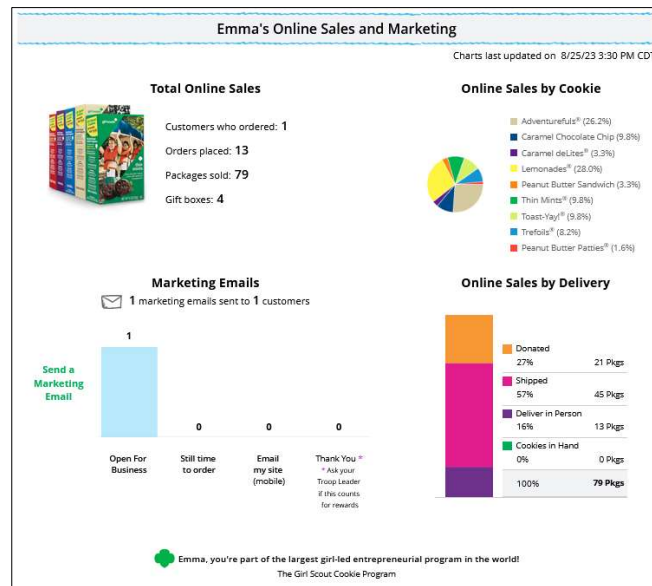 Emma's Online Sales and Marketing
Charts last updated on 8/25/23 3:30 PM CDT
Total Online Sales
Customers who ordered: 1
Orders placed: 13
Packages sold: 79
Gift boxes: 4
Online Sales by Cookie
Adventurefuls® (26.2%)
Caramel Chocolate Chip (9.8%)
Caramel deLites® (3.3%)
Lemonades® (28.0%)
Peanut Butter Sandwich (3.3%)
Thin Mints® (9.8%)
Toast-Yay!® (9.8%)
Trefoils® (8.2%)
Peanut Butter Patties® (1.6%)
Marketing Emails
1 marketing emails sent to 1 customers
Send a
Marketing
Email
1
0
0
0
Open For
Business
Still time
to order
Email
my site
(mobile)
Thank You *
* Ask your
Troop Leader
if this counts
for rewards
Online Sales by Delivery
Donated
27% 21 Pkgs
Shipped
57% 45 Pkgs
Deliver in Person
16% 13 Pkgs
Cookies in Hand
0% 0 Pkgs
100% 79 Pkgs
Emma, you're part of the largest girl-led entrepreneurial program in the world!
The Girl Scout Cookie Program